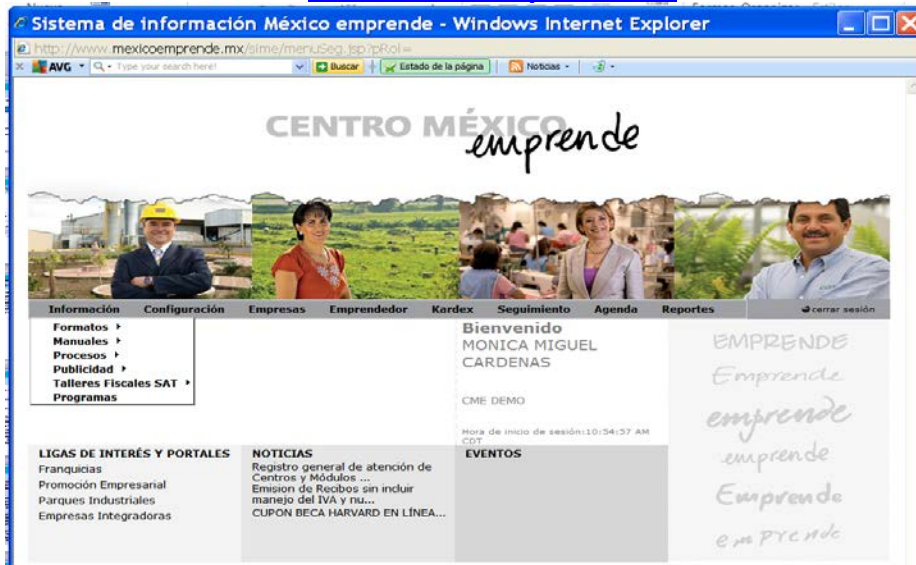 Sistema de información México emprende - Windows Internet Explorer
http://www.mexicoemprende.mx/sime/menuSeg.jsp?pRol=
AVG Type your search here! Buscar Estado de la página Noticias
CENTRO MÉXICO
emprende
Información Configuración Empresas Emprendedor Kardex Seguimiento Agenda Reportes cerrar sesión
Formatos
Manuales
Procesos
Publicidad
Talleres Fiscales SAT
Programas
Bienvenido
MONICA MIGUEL
CARDENAS
CME DEMO
Hora de inicio de sesión:10:54:57 AM
CDT
EMPRENDE
Emprende
emprende
emprende
Emprende
emprende
LIGAS DE INTERÉS Y PORTALES
Franquicias
Promoción Empresarial
Parques Industriales
Empresas Integradoras
NOTICIAS
Registro general de atención de
Centros y Módulos ...
Emision de Recibos sin incluir
manejo del IVA y nu...
CUPON BECA HARVARD EN LÍNEA...
EVENTOS